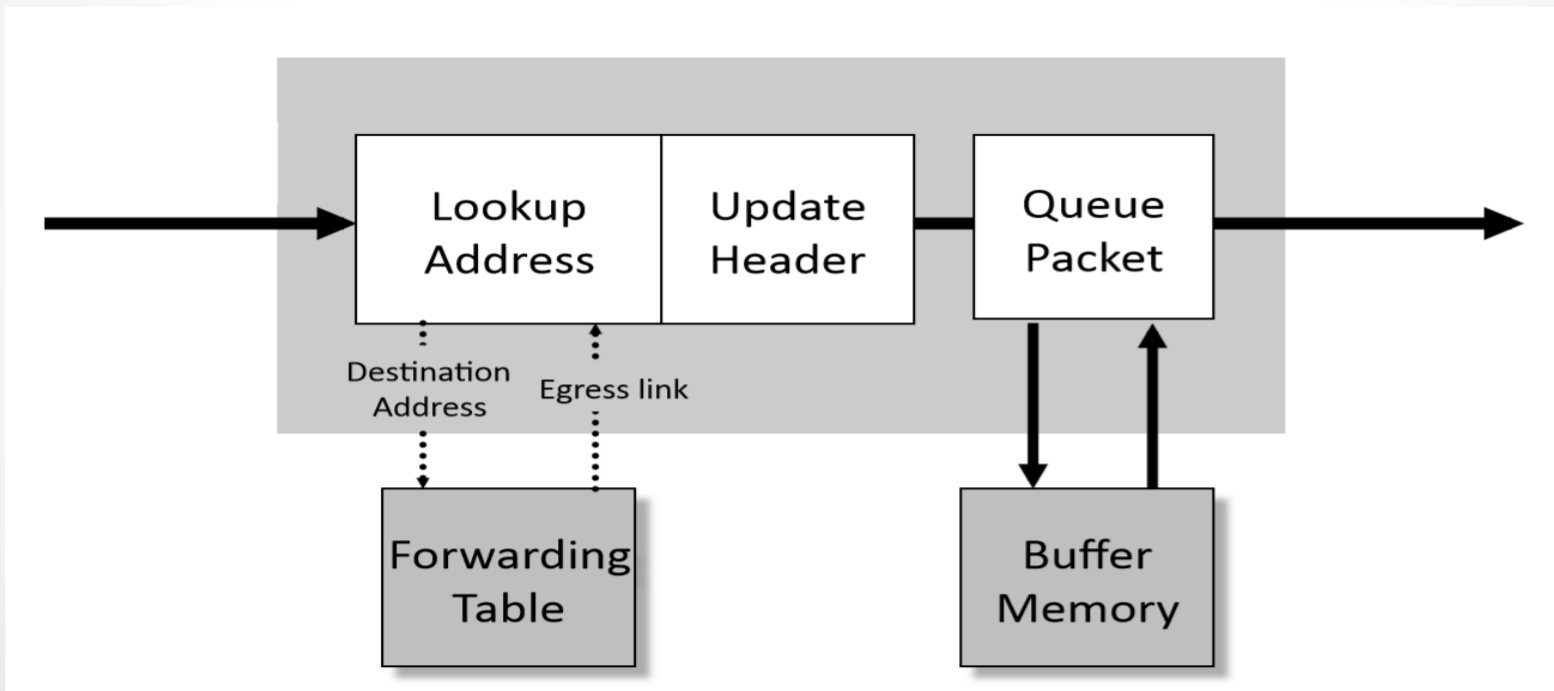 Lookup
Address
Update
Header
Queue
Packet
Destination
Address
Egress link
Forwarding
Table
Buffer
Memory